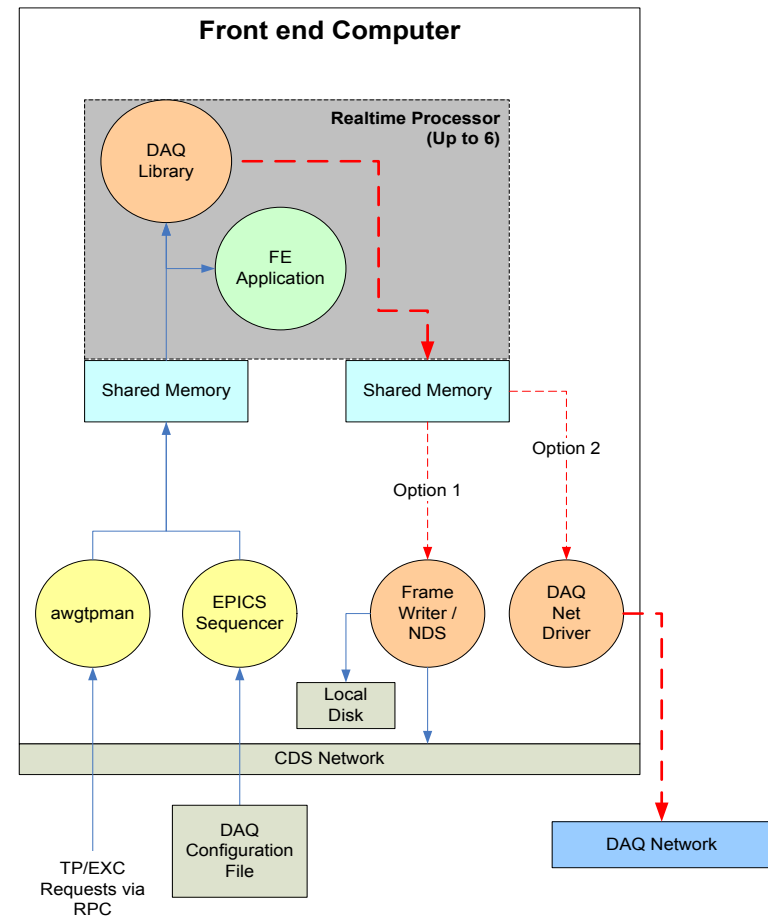 Front end Computer
Realtime Processor
(Up to 6)
DAQ
Library
FE
Application
Shared Memory
Shared Memory
Option 2
Option 1
awgtpman
EPICS
Sequencer
Frame
Writer /
NDS
DAQ
Net
Driver
Local
Disk
CDS Network
DAQ
Configuration
File
DAQ Network
TP/EXC
Requests via
RPC